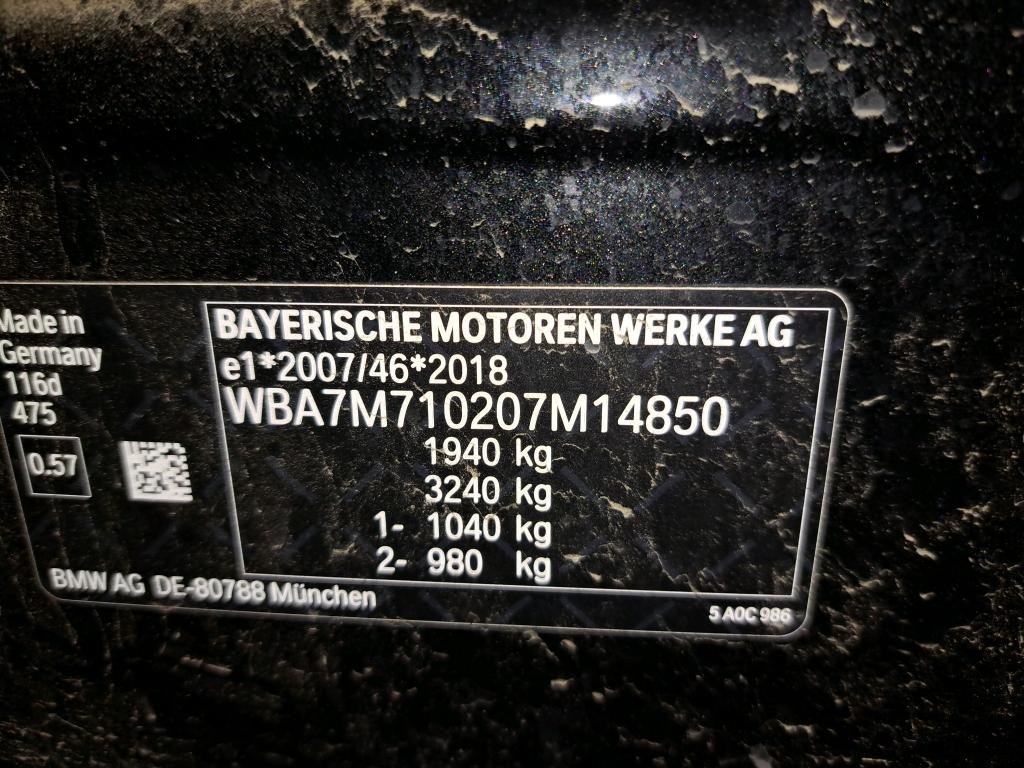 Made in
Germany
116d
475
0.57
BAYERISCHE MOTOREN WERKE AG
e1*2007/46*2018
WBA7M710207M14850
1940 kg
3240 kg
1- 1040 kg
2- 980 kg
BMW AG DE-80788 München
5 A0C 986